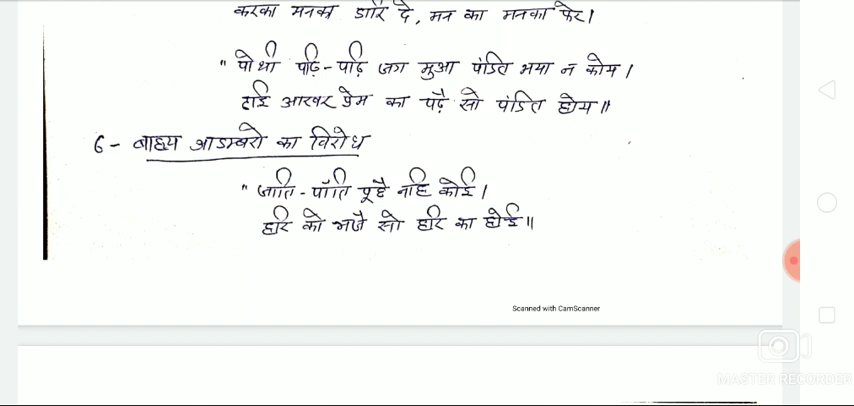 करका मनका डारि दे, मन का मनका फेर।
"पोथी पढ़ि-पढ़ि जग मुआ पंडित भया न कोय।
ढाई आखर प्रेम का पढ़ै सो पंडित होय॥
6- बाह्य आडम्बरो का विरोध
"जाति-पाँति पूछै नहि कोई।
हरि को भजै सो हरि का होई॥
Scanned with CamScanner
MASTER RECORDER